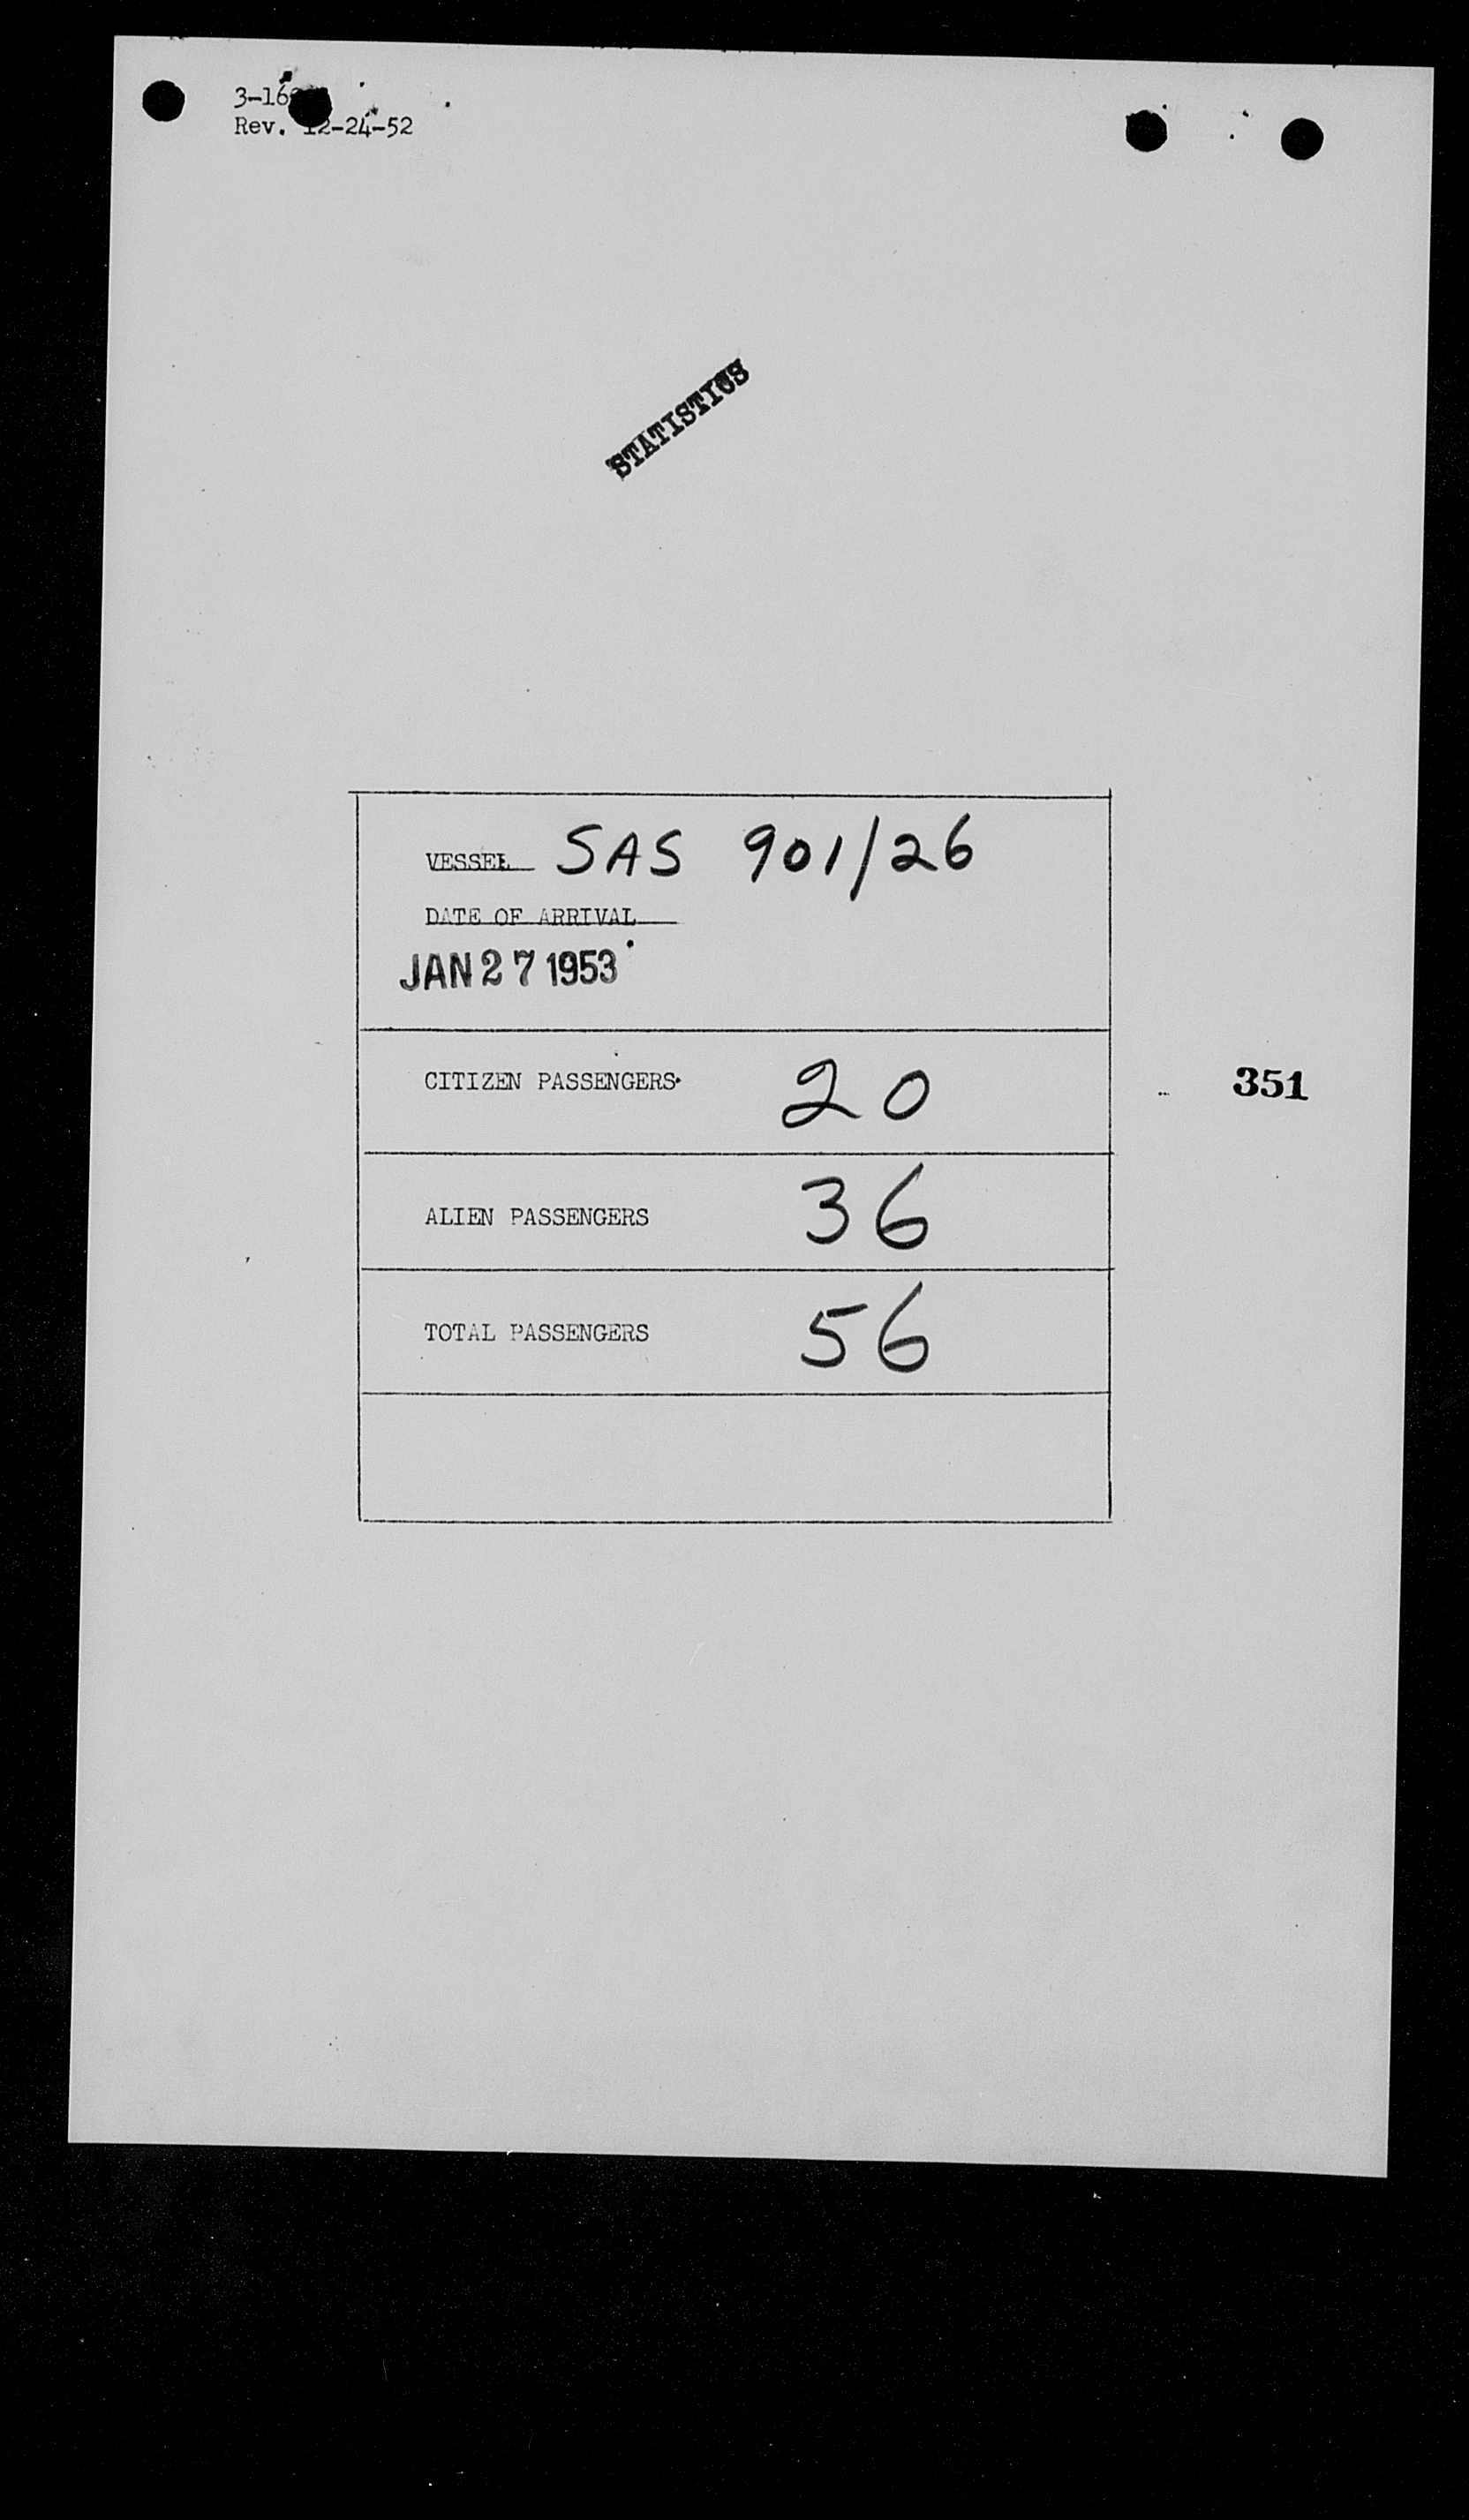 3-16
Rev. 12-24-52
STATISTICS
VESSEL SAS 901/26
DATE OF ARRIVAL
JAN 27 1953
CITIZEN PASSENGERS 20
351
ALIEN PASSENGERS 36
TOTAL PASSENGERS 56